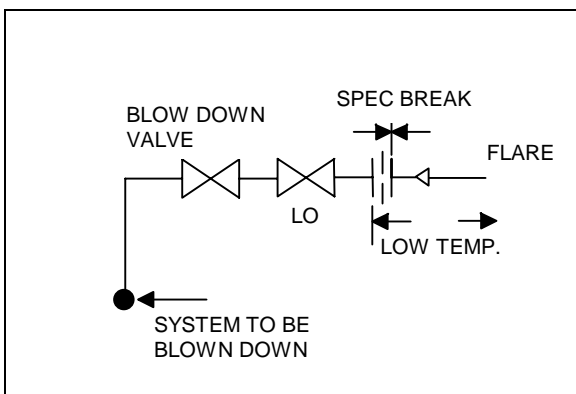 SPEC BREAK
BLOW DOWN
VALVE
FLARE
LO
LOW TEMP.
SYSTEM TO BE
BLOWN DOWN